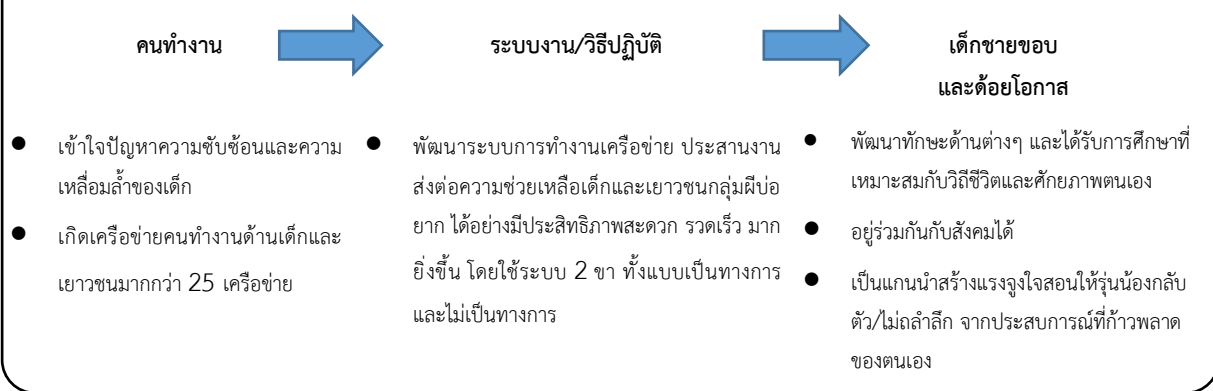 คนทำงาน
ระบบงาน/วิธีปฏิบัติ
เด็กชายขอบ
และด้อยโอกาส
● เข้าใจปัญหาความซับซ้อนและความ
เหลื่อมล้ำของเด็ก
● เกิดเครือข่ายคนทำงานด้านเด็กและ
เยาวชนมากกว่า 25 เครือข่าย
● พัฒนาระบบการทำงานเครือข่าย ประสานงาน
ส่งต่อความช่วยเหลือเด็กและเยาวชนกลุ่มผีบ่อ
ยาก ได้อย่างมีประสิทธิภาพสะดวก รวดเร็ว มาก
ยิ่งขึ้น โดยใช้ระบบ 2 ขา ทั้งแบบเป็นทางการ
และไม่เป็นทางการ
● พัฒนาทักษะด้านต่างๆ และได้รับการศึกษาที่
เหมาะสมกับวิถีชีวิตและศักยภาพตนเอง
● อยู่ร่วมกันกับสังคมได้
● เป็นแกนนำสร้างแรงจูงใจสอนให้รุ่นน้องกลับ
ตัว/ไม่ถลำลึก จากประสบการณ์ที่ก้าวพลาด
ของตนเอง